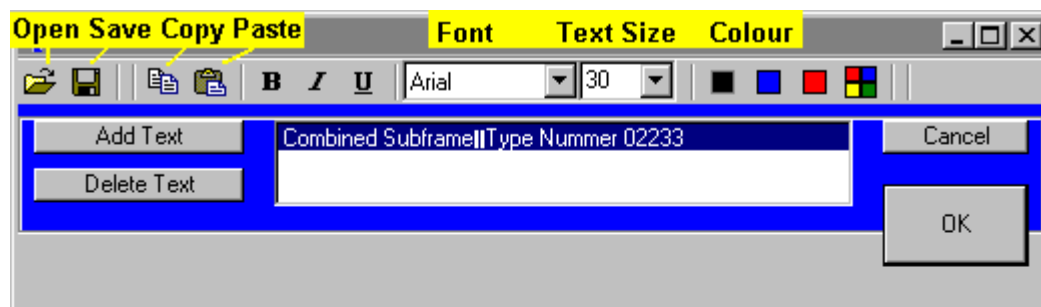 Open Save Copy Paste Font Text Size Colour
B I U Arial 30
Add Text Combined Subframe||Type Nummer 02233 Cancel
Delete Text
OK